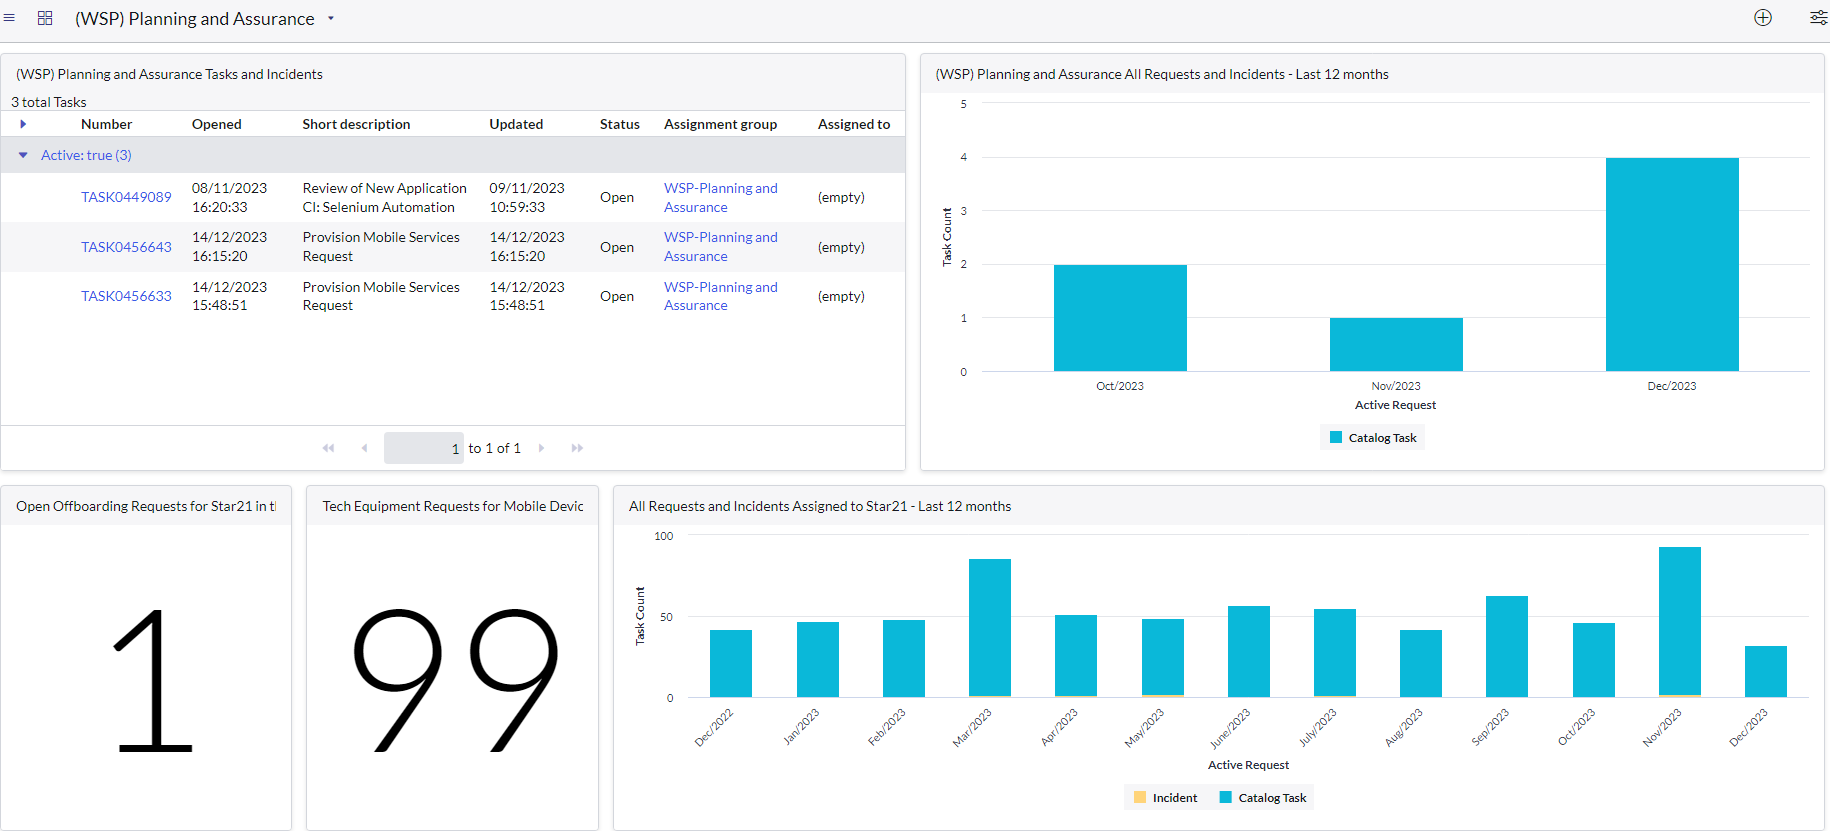 (WSP) Planning and Assurance
(WSP) Planning and Assurance Tasks and Incidents
3 total Tasks
Number Opened Short description Updated Status Assignment group Assigned to
Active: true (3)
TASK0449089 08/11/2023 16:20:33 Review of New Application CI: Selenium Automation 09/11/2023 10:59:33 Open WSP-Planning and Assurance (empty)
TASK0456643 14/12/2023 16:15:20 Provision Mobile Services Request 14/12/2023 16:15:20 Open WSP-Planning and Assurance (empty)
TASK0456633 14/12/2023 15:48:51 Provision Mobile Services Request 14/12/2023 15:48:51 Open WSP-Planning and Assurance (empty)
1 to 1 of 1
(WSP) Planning and Assurance All Requests and Incidents - Last 12 months
5
4
3
2
1
0
Task Count
Oct/2023 Nov/2023 Dec/2023
Active Request
Catalog Task
Open Offboarding Requests for Star21 in
1
Tech Equipment Requests for Mobile Devic
99
All Requests and Incidents Assigned to Star21 - Last 12 months
100
50
0
Task Count
Dec/2022 Jan/2023 Feb/2023 Mar/2023 Apr/2023 May/2023 June/2023 July/2023 Aug/2023 Sep/2023 Oct/2023 Nov/2023 Dec/2023
Active Request
Incident Catalog Task